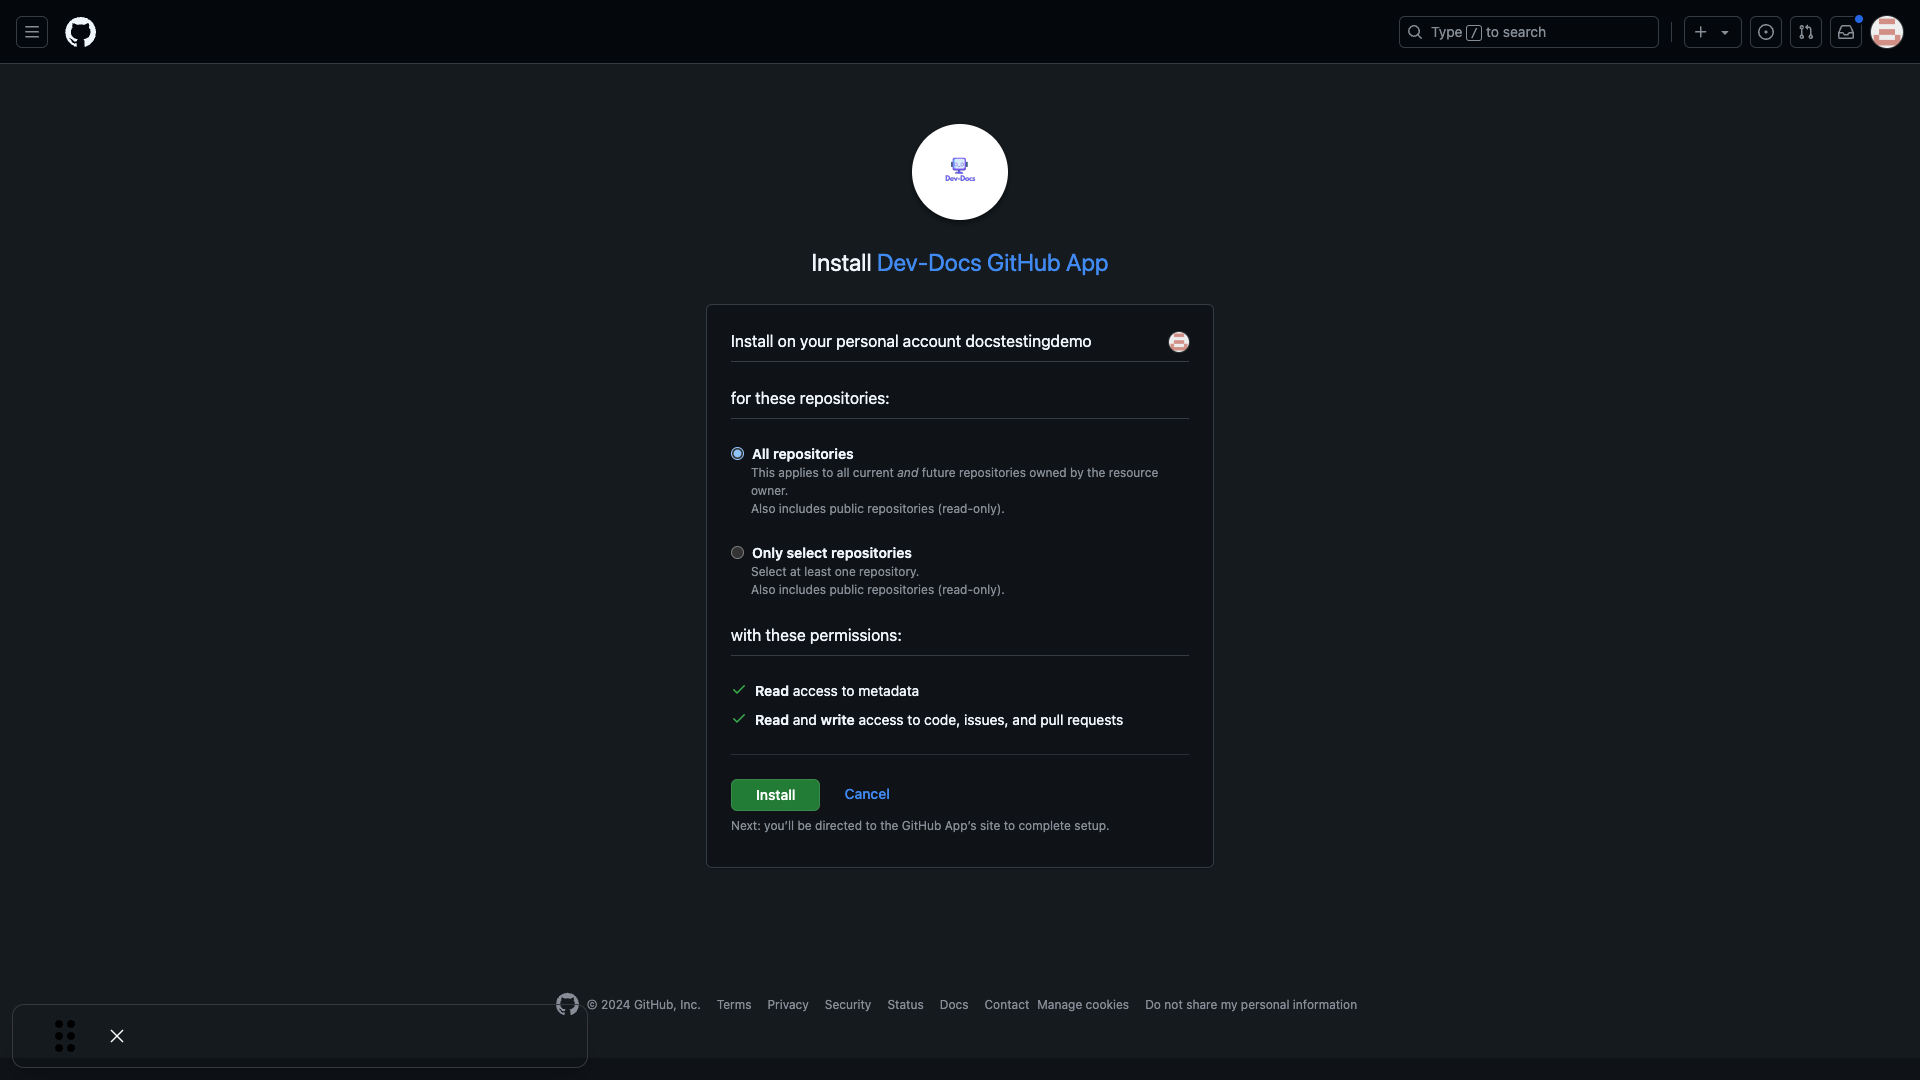 Type / to search
Dev-Docs
Install Dev-Docs GitHub App
Install on your personal account docstestingdemo
for these repositories:
All repositories
This applies to all current and future repositories owned by the resource
owner.
Also includes public repositories (read-only).
Only select repositories
Select at least one repository.
Also includes public repositories (read-only).
with these permissions:
Read access to metadata
Read and write access to code, issues, and pull requests
Install Cancel
Next: you'll be directed to the GitHub App's site to complete setup.
© 2024 GitHub, Inc. Terms Privacy Security Status Docs Contact Manage cookies Do not share my personal information